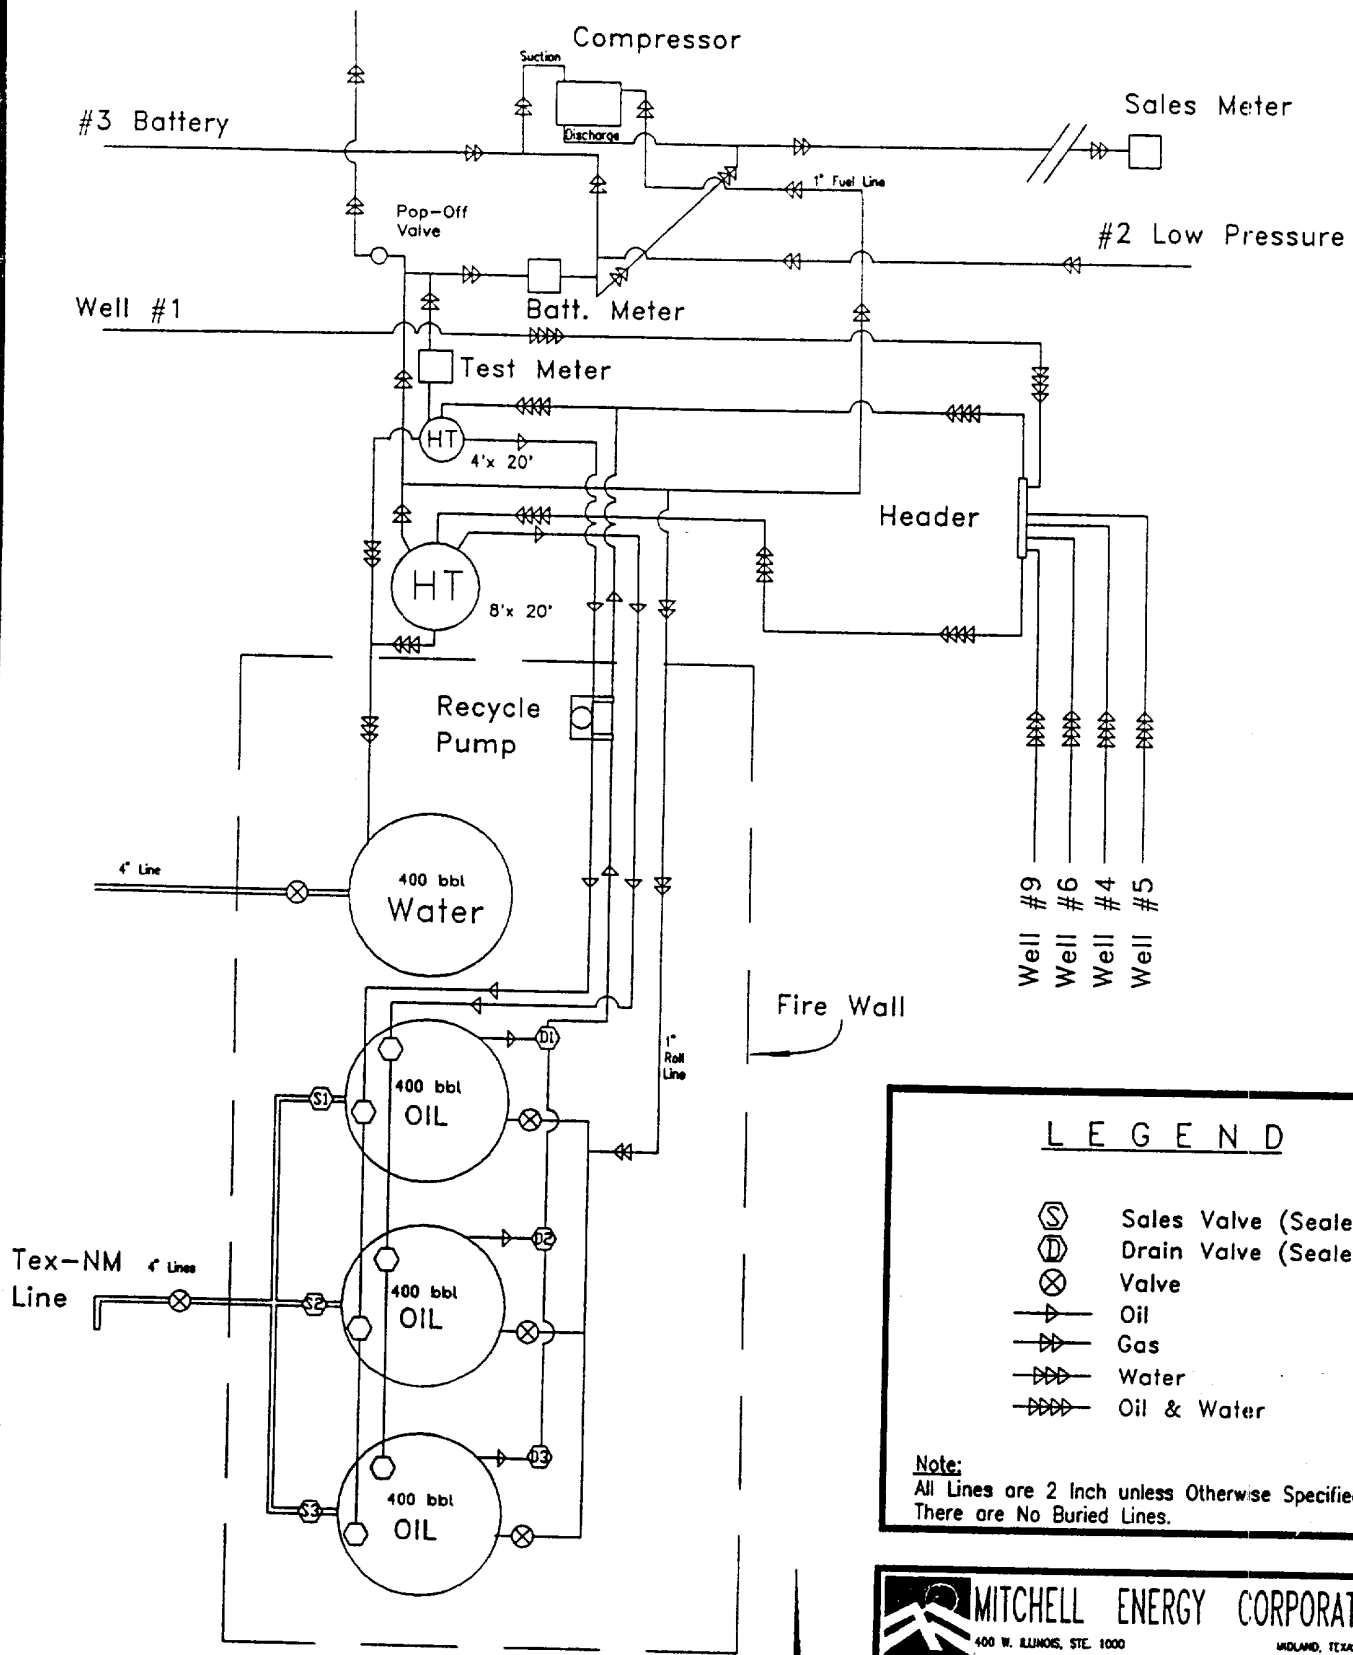 Compressor
Suction
Sales Meter
#3 Battery
Discharge
1" Fuel Line
Pop-Off
Valve
#2 Low Pressure
Well #1
Batt. Meter
Test Meter
HT
4'x 20'
Header
HT
8'x 20'
Recycle
Pump
4" Line
400 bbl
Water
Well #9
Well #6
Well #4
Well #5
Fire Wall
D1
1"
Roll
Line
400 bbl
OIL
S1
L E G E N D
S Sales Valve (Seale
D Drain Valve (Seale
Valve
Oil
Gas
Water
Oil & Water
D2
Tex-NM
Line
4" Lines
S2
400 bbl
OIL
D3
S3
400 bbl
OIL
Note:
All Lines are 2 Inch unless Otherwise Specifie
There are No Buried Lines.
MITCHELL ENERGY CORPORAT
400 W. ILLINOIS, STE. 1000
MIDLAND, TEXA